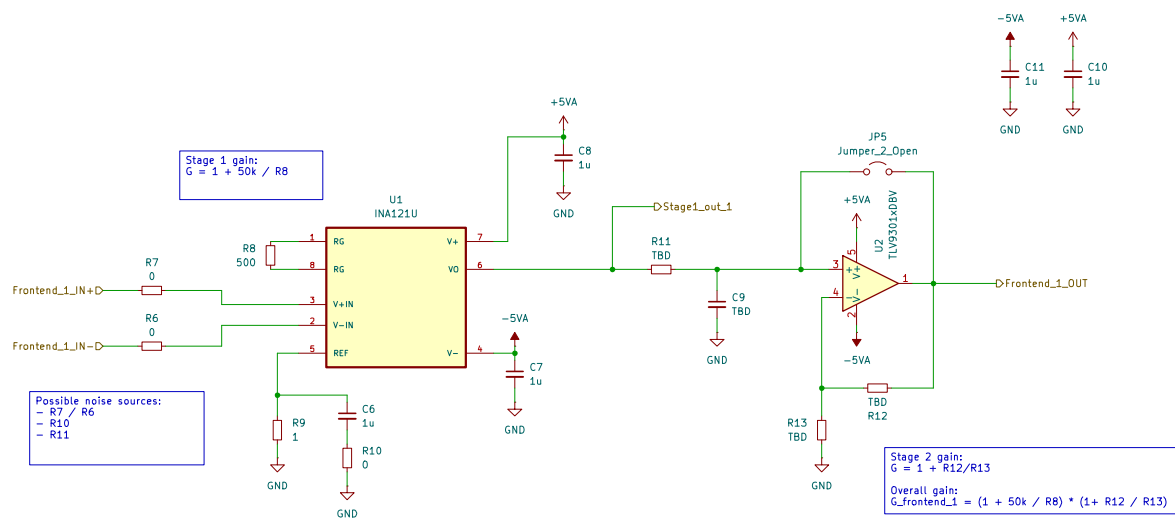 -5VA
+5VA
C11
1u
C10
1u
GND
GND
+5VA
C8
1u
GND
JP5
Jumper_2_Open
Stage 1 gain:
G = 1 + 50k / R8
U1
INA121U
Stage1_out_1
+5VA
U2
TLV9301xDBV
R8
500
1
RG
8
RG
3
V+IN
2
V-IN
5
REF
V+
7
VO
6
V-
4
R11
TBD
C9
TBD
GND
3
+
4
−
5
V+
2
V-
1
Frontend_1_OUT
-5VA
R7
0
Frontend_1_IN+
R6
0
Frontend_1_IN-
-5VA
C7
1u
GND
Possible noise sources:
- R7 / R6
- R10
- R11
C6
1u
R9
1
R10
0
GND
GND
TBD
R12
R13
TBD
GND
Stage 2 gain:
G = 1 + R12/R13
Overall gain:
G_frontend_1 = (1 + 50k / R8) * (1+ R12 / R13)